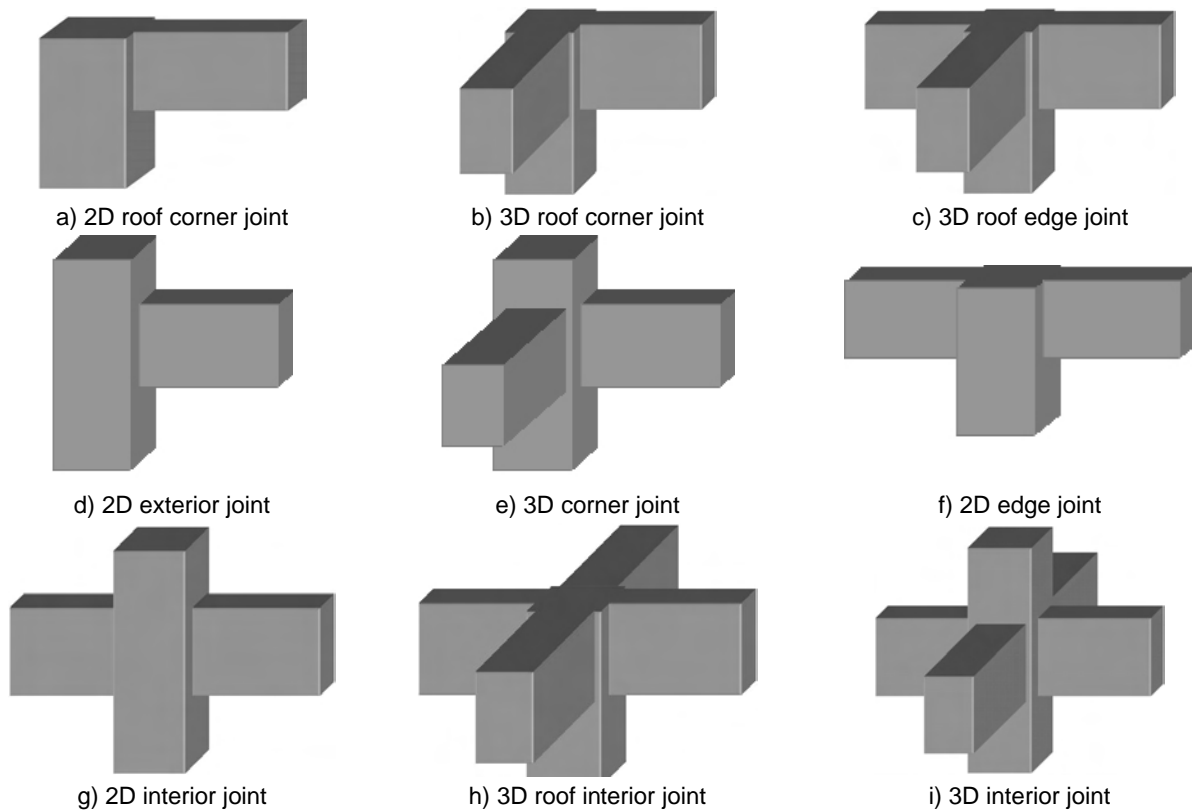 a) 2D roof corner joint
b) 3D roof corner joint
c) 3D roof edge joint
d) 2D exterior joint
e) 3D corner joint
f) 2D edge joint
g) 2D interior joint
h) 3D roof interior joint
i) 3D interior joint